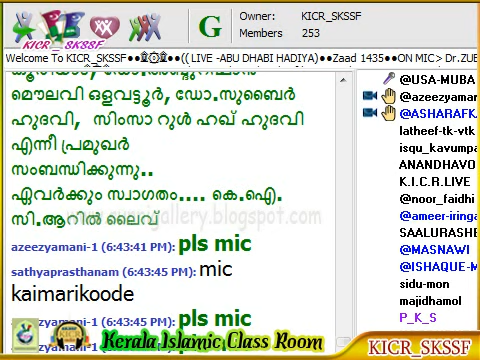 Owner: KICR_SKSSF
G
Members 253
KICR_SKSSF
Welcome To KICR_SKSSF●●۩۞۩●●((LIVE -ABU DHABI HADIYA)●●Zaad 1435●●ON MIC> Dr.ZUB
മൌലവി ഒളവട്ടൂർ, ഡോ.സുബൈർ
ഹുദവി, സിംസാറുൾ ഹഖ് ഹുദവി
എന്നീ പ്രമുഖർ
സംബന്ധിക്കുന്നു..
ഏവർക്കും സ്വാഗതം.... കെ.ഐ.
സി.ആറിൽ ലൈവ്
azeezyamani-1 (6:43:41 PM): pls mic
sathyaprasthanam (6:43:45 PM): mic
kaimarikoode
azeezyamani-1 (6:43:45 PM): pls mic
@USA-MUBA
@azeezyamar
@ASHARAFKA
latheef-tk-vtk
isqu_kavumpa
ANANDHAVO
K.I.C.R.LIVE
@noor_faidhi
@ameer-iringa
SAALURASHE
@MASNAWI
@ISHAQUE-M
sidu-mon
majidhamol
P_K_S
Kerala Islamic Class Room
KICR_SKSSF